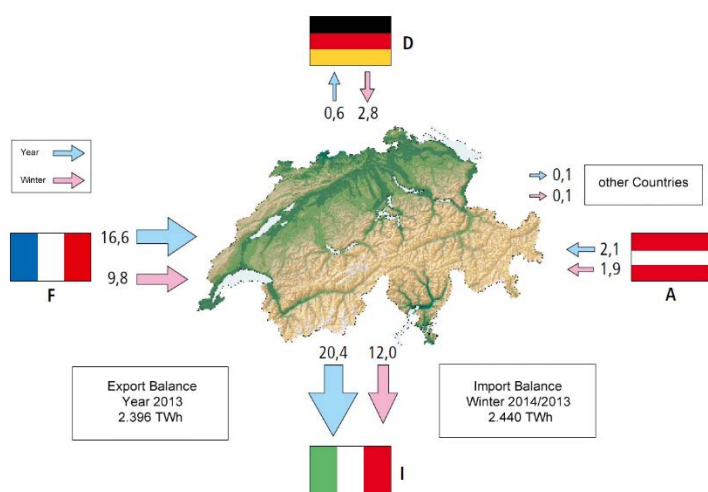 D
0,6 2,8
Year
Winter
0,1
0,1
other Countries
16,6
9,8
F
2,1
1,9
A
20,4 12,0
Export Balance
Year 2013
2.396 TWh
Import Balance
Winter 2014/2013
2.440 TWh
I